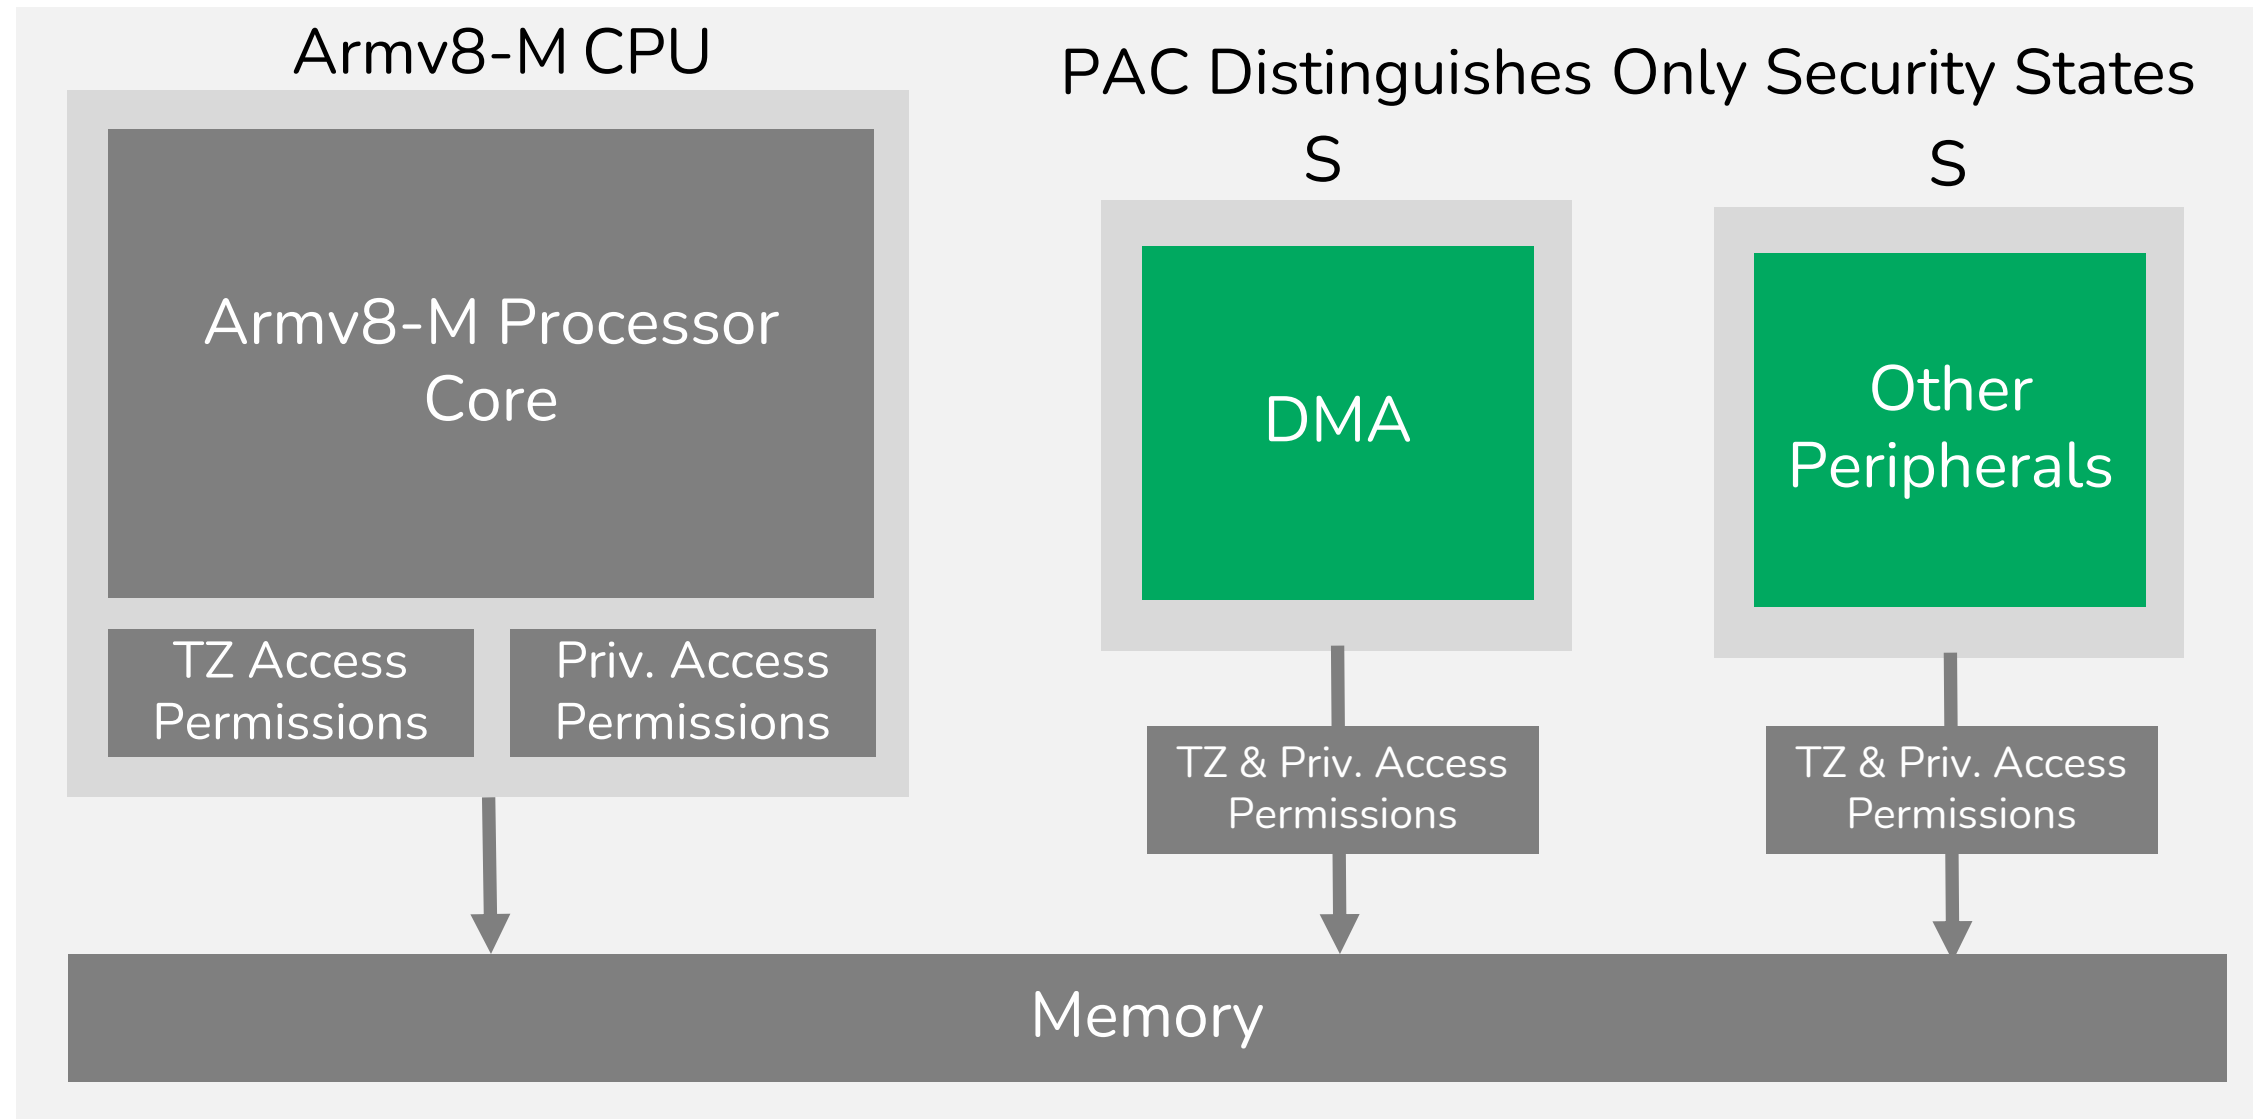 Armv8-M CPU
PAC Distinguishes Only Security States
S
S
Armv8-M Processor
Core
DMA
Other
Peripherals
TZ Access
Permissions
Priv. Access
Permissions
TZ & Priv. Access
Permissions
TZ & Priv. Access
Permissions
Memory